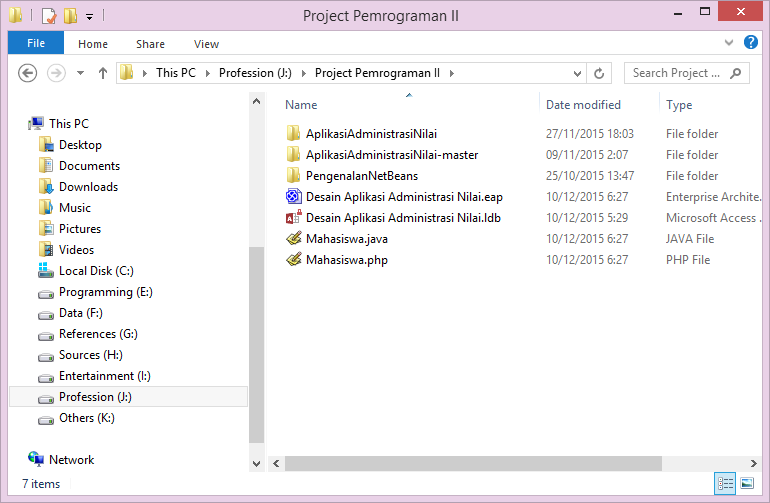 Project Pemrograman II
File Home Share View
This PC Profession (J:) Project Pemrograman II Search Project ...
Name Date modified Type
This PC
Desktop
Documents
Downloads
Music
Pictures
Videos
Local Disk (C:)
Programming (E:)
Data (F:)
References (G:)
Sources (H:)
Entertainment (I:)
Profession (J:)
Others (K:)
Network
AplikasiAdministrasiNilai 27/11/2015 18:03 File folder
AplikasiAdministrasiNilai-master 09/11/2015 2:07 File folder
PengenalanNetBeans 25/10/2015 13:47 File folder
Desain Aplikasi Administrasi Nilai.eap 10/12/2015 6:27 Enterprise Archite...
Desain Aplikasi Administrasi Nilai.ldb 10/12/2015 5:29 Microsoft Access .
Mahasiswa.java 10/12/2015 6:27 JAVA File
Mahasiswa.php 10/12/2015 6:27 PHP File
7 items